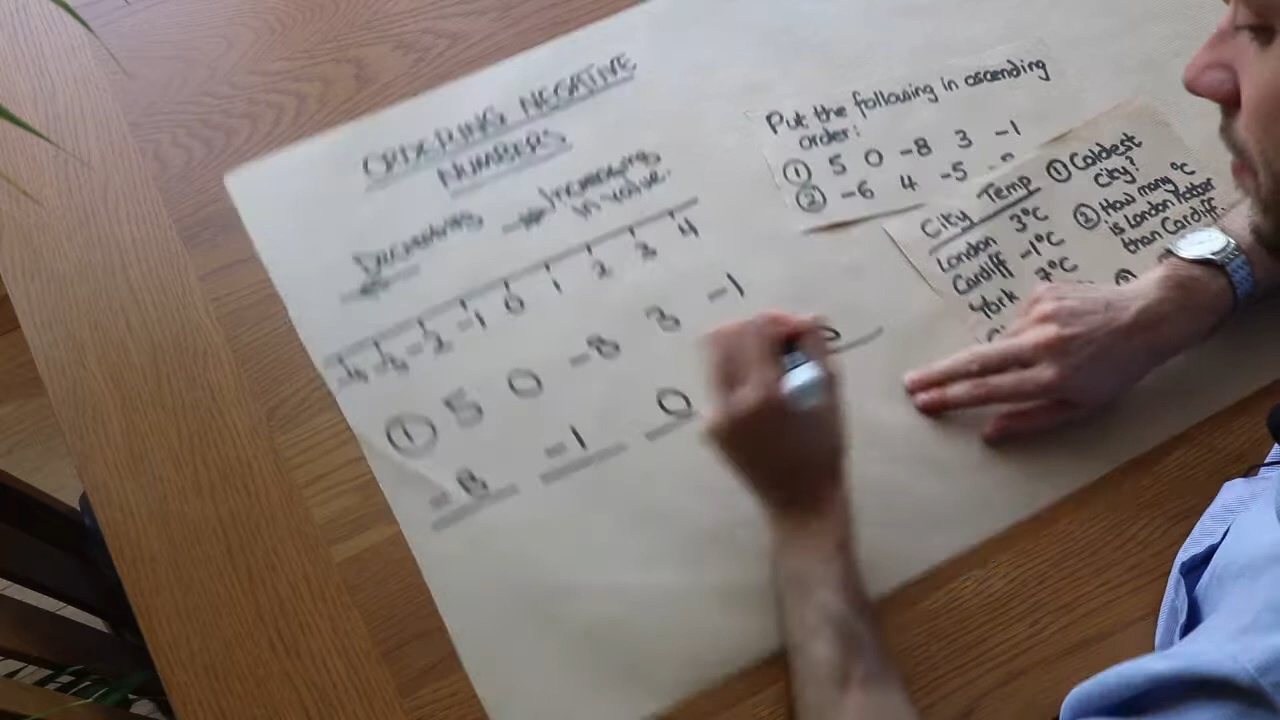 ORDERING NEGATIVE
NUMBERS
Decreasing
Increasing
in value.
-4 -3 -2 -1 0 1 2 3 4
① 5 0 -8 3 -1
-8 -1 0
Put the following in ascending
order:
① 5 0 -8 3 -1
② -6 4 -5
City Temp
London 3°C
Cardiff -1°C
York 7°C
① Coldest
city?
② How many °C
is London hotter
than Cardiff.